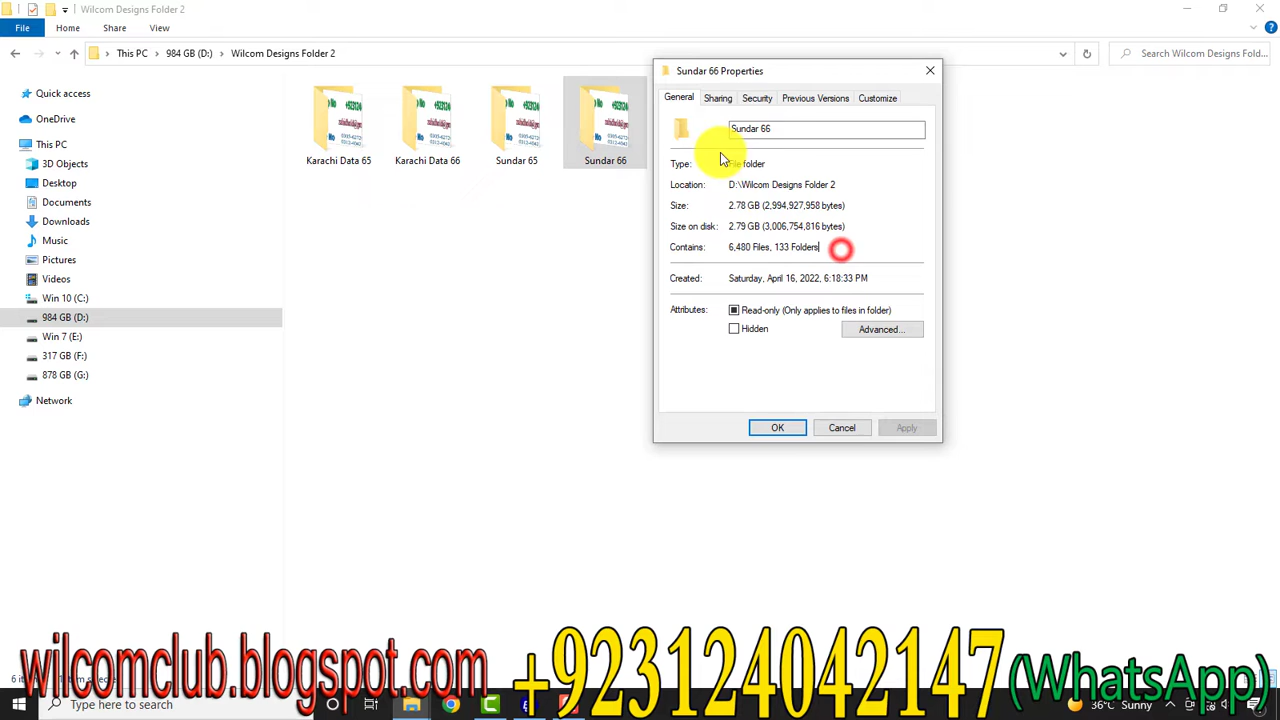 Wilcom Designs Folder 2
File Home Share View
This PC > 984 GB (D:) > Wilcom Designs Folder 2
Search Wilcom Designs Fold...
Quick access
OneDrive
This PC
3D Objects
Desktop
Documents
Downloads
Music
Pictures
Videos
Win 10 (C:)
984 GB (D:)
Win 7 (E:)
317 GB (F:)
878 GB (G:)
Network
Karachi Data 65
Karachi Data 66
Sundar 65
Sundar 66
Sundar 66 Properties
General Sharing Security Previous Versions Customize
Sundar 66
Type: File folder
Location: D:\Wilcom Designs Folder 2
Size: 2.78 GB (2,994,927,958 bytes)
Size on disk: 2.79 GB (3,006,754,816 bytes)
Contains: 6,480 Files, 133 Folders
Created: Saturday, April 16, 2022, 6:18:33 PM
Attributes: Read-only (Only applies to files in folder)
Hidden
Advanced...
OK Cancel Apply
wilcomclub.blogspot.com +923124042147 (WhatsApp)
Type here to search
36°C Sunny